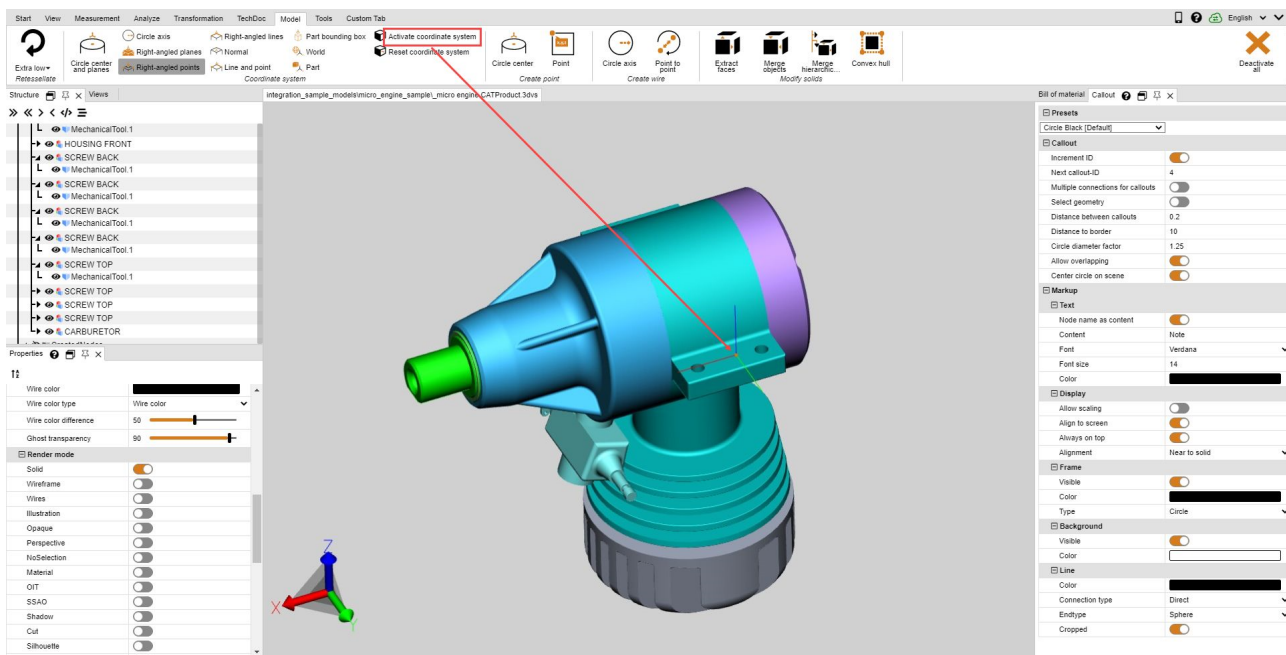 Start View Measurement Analyze Transformation TechDoc Model Tools Custom Tab
English
Circle axis
Right-angled lines
Part bounding box
Activate coordinate system
Right-angled planes
Normal
World
Reset coordinate system
Extra low
Circle center and planes
Right-angled points
Line and point
Part
Circle center
Point
Circle axis
Point to point
Extract faces
Merge objects
Merge hierarchic...
Convex hull
Deactivate all
Retessellate
Coordinate system
Create point
Create wire
Modify solids
Structure
Views
integration_sample_models\micro_engine_sample\_micro engine.CATProduct.3dvs
Bill of material
Callout
MechanicalTool.1
HOUSING FRONT
SCREW BACK
MechanicalTool.1
SCREW BACK
MechanicalTool.1
SCREW BACK
MechanicalTool.1
SCREW BACK
MechanicalTool.1
SCREW TOP
MechanicalTool.1
SCREW TOP
SCREW TOP
SCREW TOP
CARBURETOR
Properties
Wire color
Wire color type Wire color
Wire color difference 50
Ghost transparency 90
Render mode
Solid
Wireframe
Wires
Illustration
Opaque
Perspective
NoSelection
Material
OIT
SSAO
Shadow
Cut
Silhouette
Z
X
Y
Presets
Circle Black [Default]
Callout
Increment ID
Next callout-ID 4
Multiple connections for callouts
Select geometry
Distance between callouts 0.2
Distance to border 10
Circle diameter factor 1.25
Allow overlapping
Center circle on scene
Markup
Text
Node name as content
Content Note
Font Verdana
Font size 14
Color
Display
Allow scaling
Align to screen
Always on top
Alignment Near to solid
Frame
Visible
Color
Type Circle
Background
Visible
Color
Line
Color
Connection type Direct
Endtype Sphere
Cropped